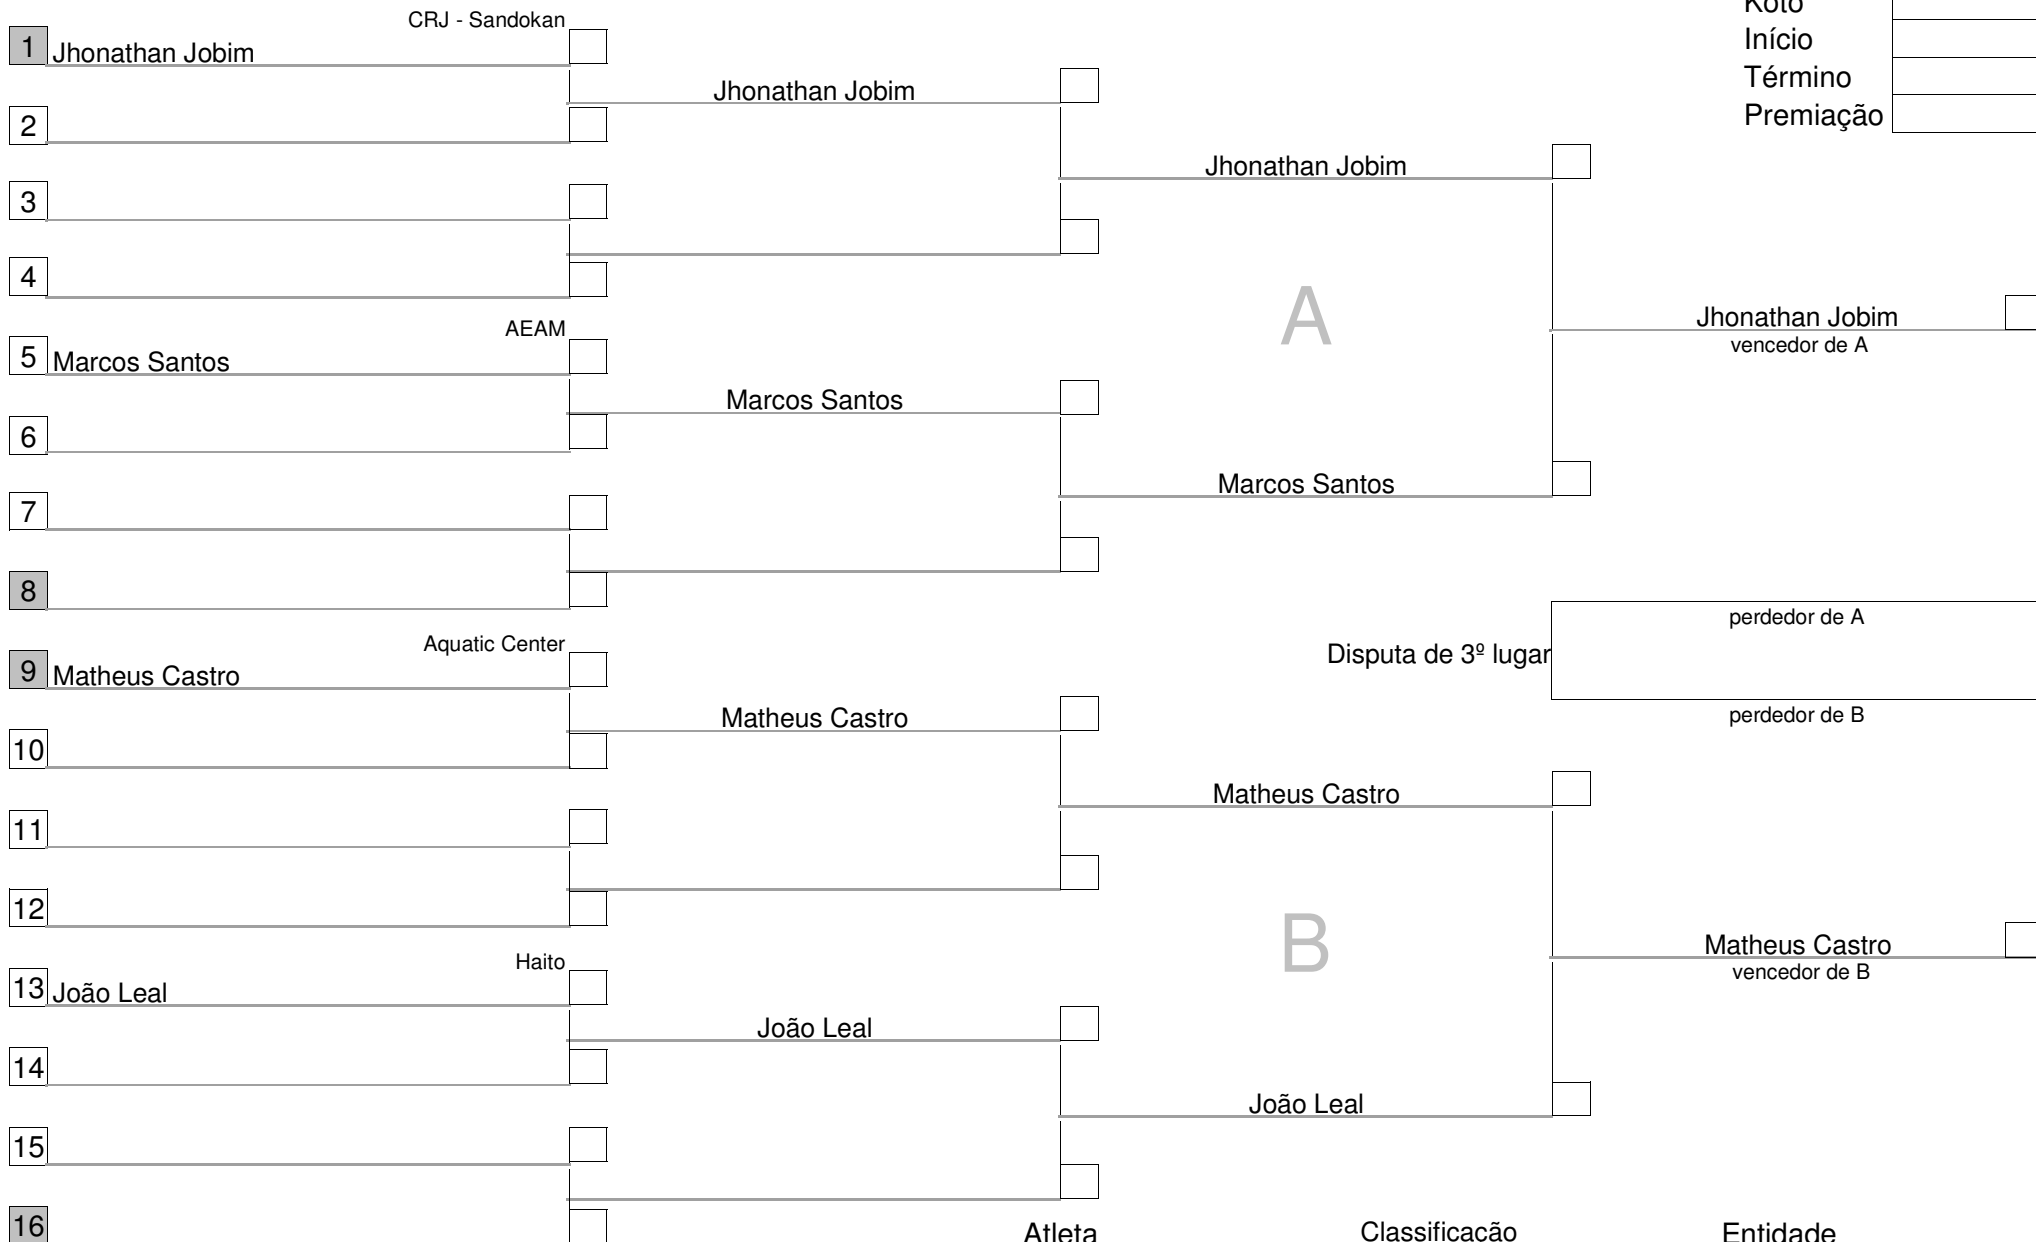 CRJ - Sandokan
Koto
1 Jhonathan Jobim
Início
Jhonathan Jobim
Término
2
Premiação
Jhonathan Jobim
3
4
A
Jhonathan Jobim
AEAM
vencedor de A
5 Marcos Santos
Marcos Santos
6
Marcos Santos
7
8
perdedor de A
Aquatic Center
Disputa de 3º lugar
9 Matheus Castro
Matheus Castro
perdedor de B
10
Matheus Castro
11
12
B
Matheus Castro
Haito
vencedor de B
13 João Leal
João Leal
14
João Leal
15
16
Atleta Classificação Entidade